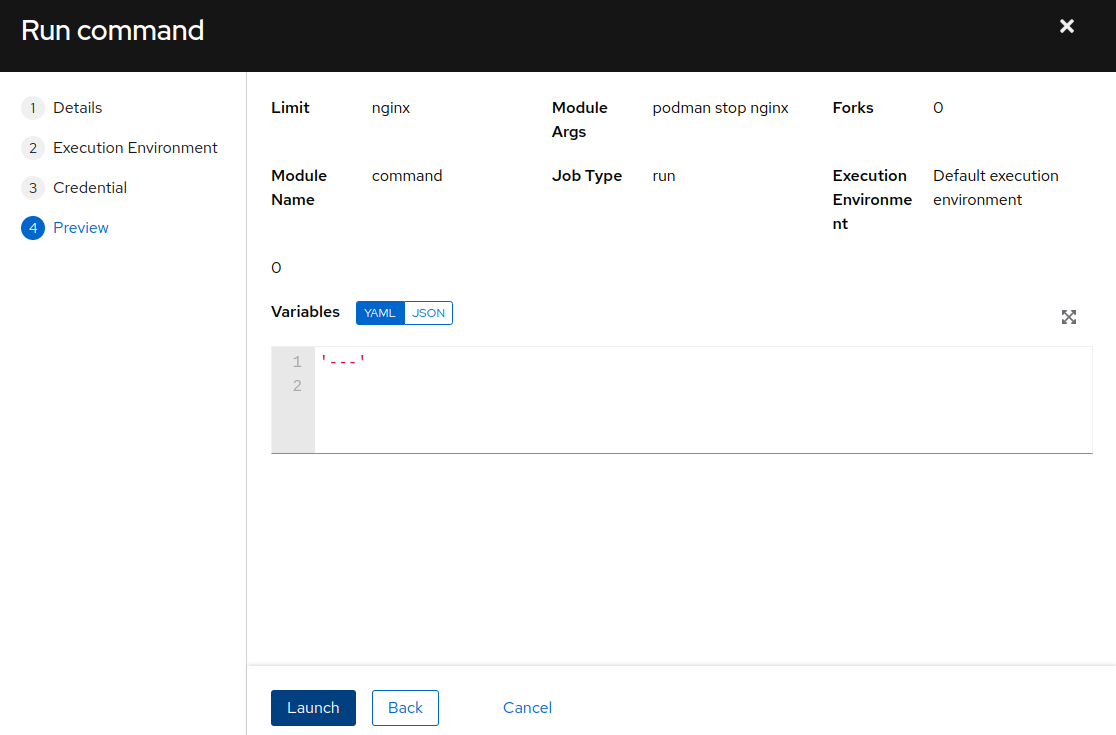 Run command
1 Details
2 Execution Environment
3 Credential
4 Preview
Limit nginx Module Args podman stop nginx Forks 0
Module Name command Job Type run Execution Environme nt Default execution environment
0
Variables YAML JSON
1 '---'
2
Launch Back Cancel